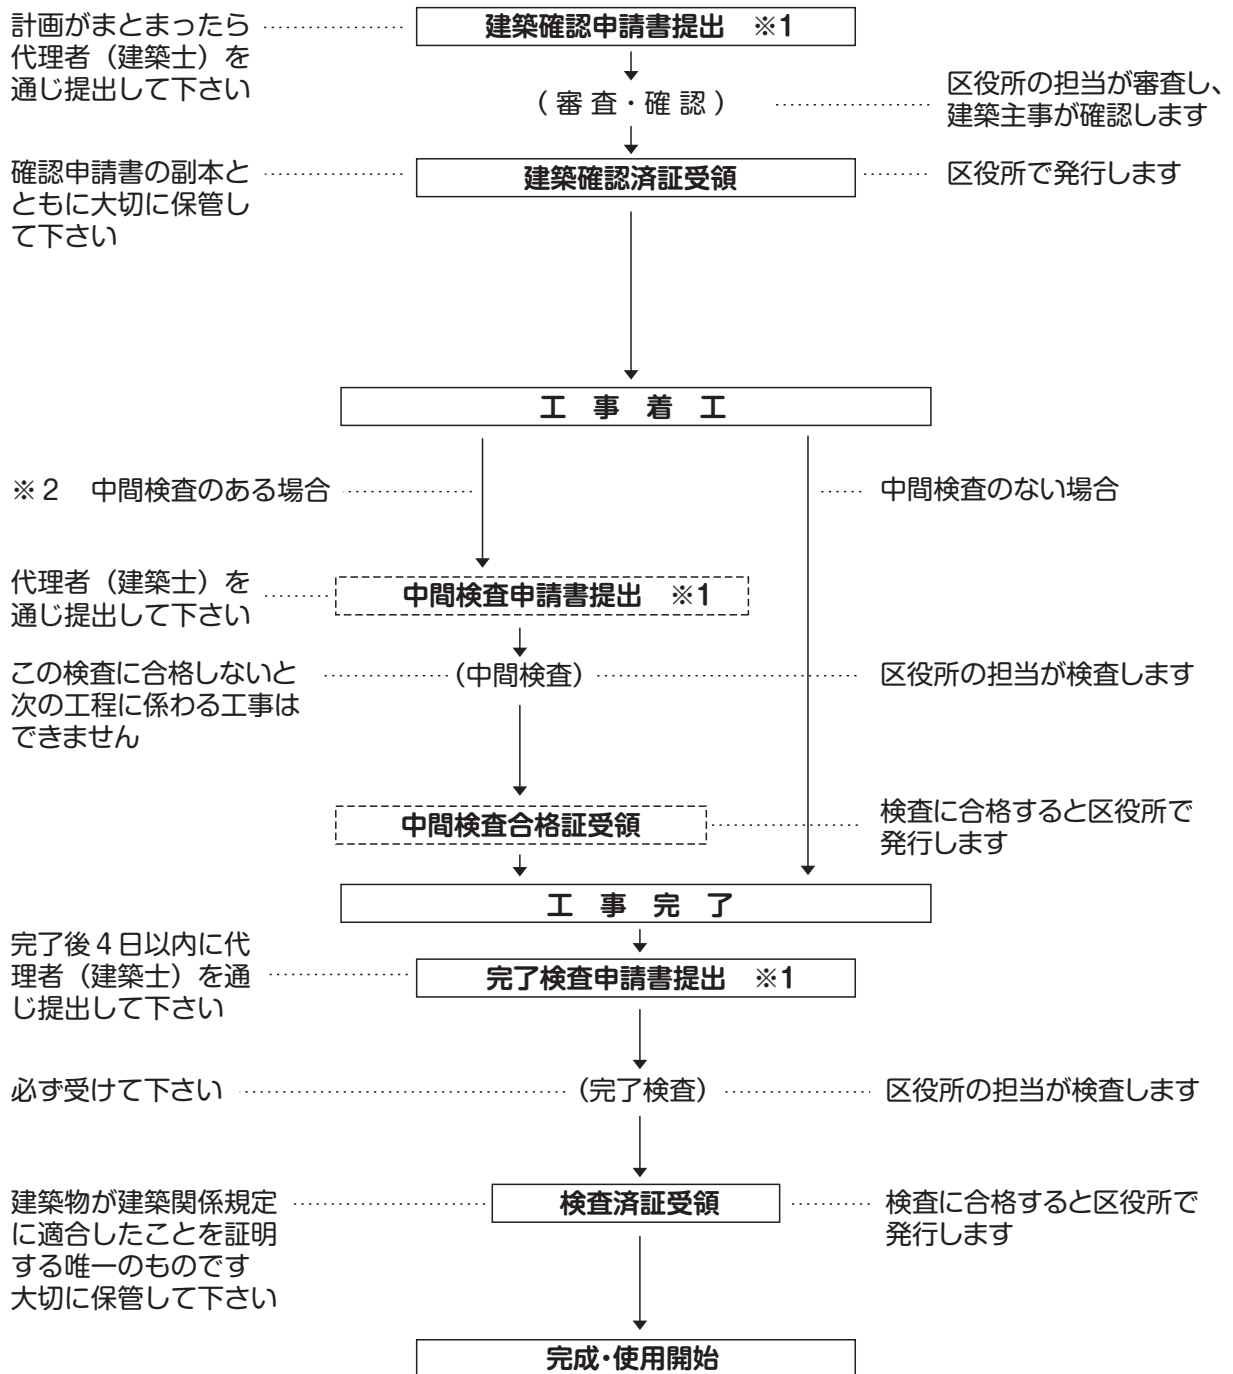 計画がまとまったら
代理者（建築士）を
通じ提出して下さい
建築確認申請書提出　※1
（ 審 査 ・ 確 認 ）
区役所の担当が審査し、
建築主事が確認します
確認申請書の副本と
ともに大切に保管し
て下さい
建築確認済証受領
区役所で発行します
工　事　着　工
※２　中間検査のある場合
中間検査のない場合
代理者（建築士）を
通じ提出して下さい
中間検査申請書提出　※1
この検査に合格しないと
次の工程に係わる工事は
できません
（中間検査）
区役所の担当が検査します
中間検査合格証受領
検査に合格すると区役所で
発行します
工　事　完　了
完了後４日以内に代
理者（建築士）を通
じ提出して下さい
完了検査申請書提出　※1
必ず受けて下さい
（完了検査）
区役所の担当が検査します
建築物が建築関係規定
に適合したことを証明
する唯一のものです
大切に保管して下さい
検査済証受領
検査に合格すると区役所で
発行します
完成・使用開始